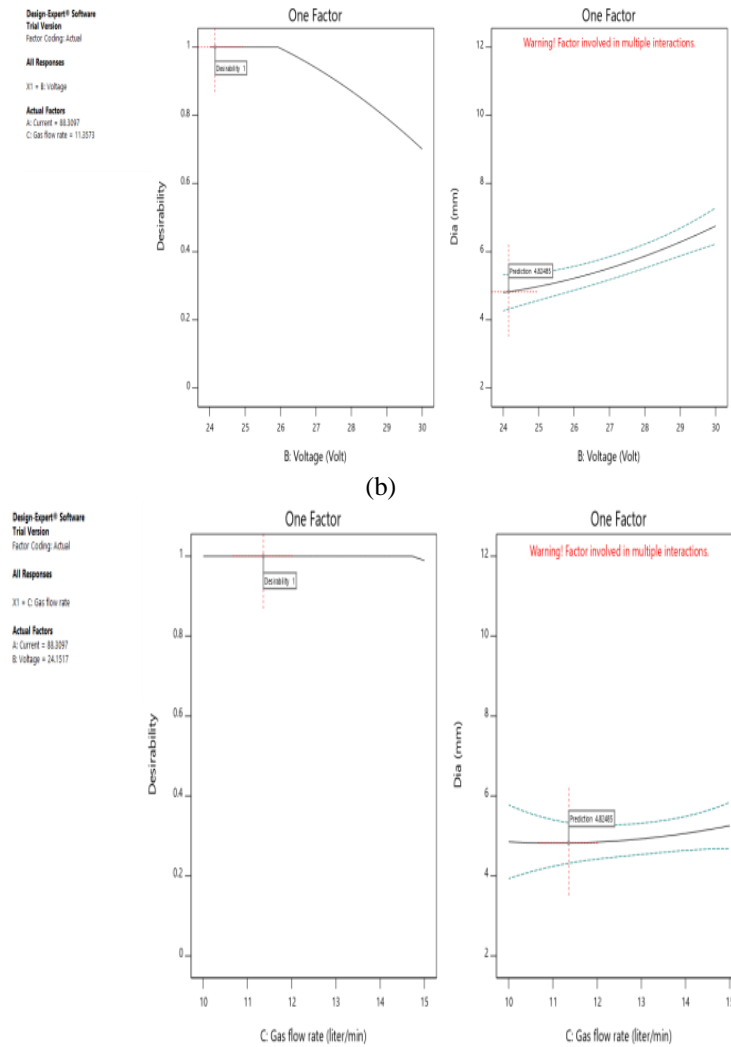 Design-Expert® Software
Trial Version
Factor Coding: Actual
All Responses
X1 = B: Voltage
Actual Factors
A: Current = 88.3097
C: Gas flow rate = 11.3573
One Factor
1
0.8
0.6
0.4
0.2
0
Desirability
Desirability 1
24 25 26 27 28 29 30
B: Voltage (Volt)
One Factor
Warning! Factor involved in multiple interactions.
12
10
8
6
4
2
Dia (mm)
Prediction 4.82485
24 25 26 27 28 29 30
B: Voltage (Volt)
(b)
Design-Expert® Software
Trial Version
Factor Coding: Actual
All Responses
X1 = C: Gas flow rate
Actual Factors
A: Current = 88.3097
B: Voltage = 24.1517
One Factor
1
0.8
0.6
0.4
0.2
0
Desirability
Desirability 1
10 11 12 13 14 15
C: Gas flow rate (liter/min)
One Factor
Warning! Factor involved in multiple interactions.
12
10
8
6
4
2
Dia (mm)
Prediction 4.82485
10 11 12 13 14 15
C: Gas flow rate (liter/min)